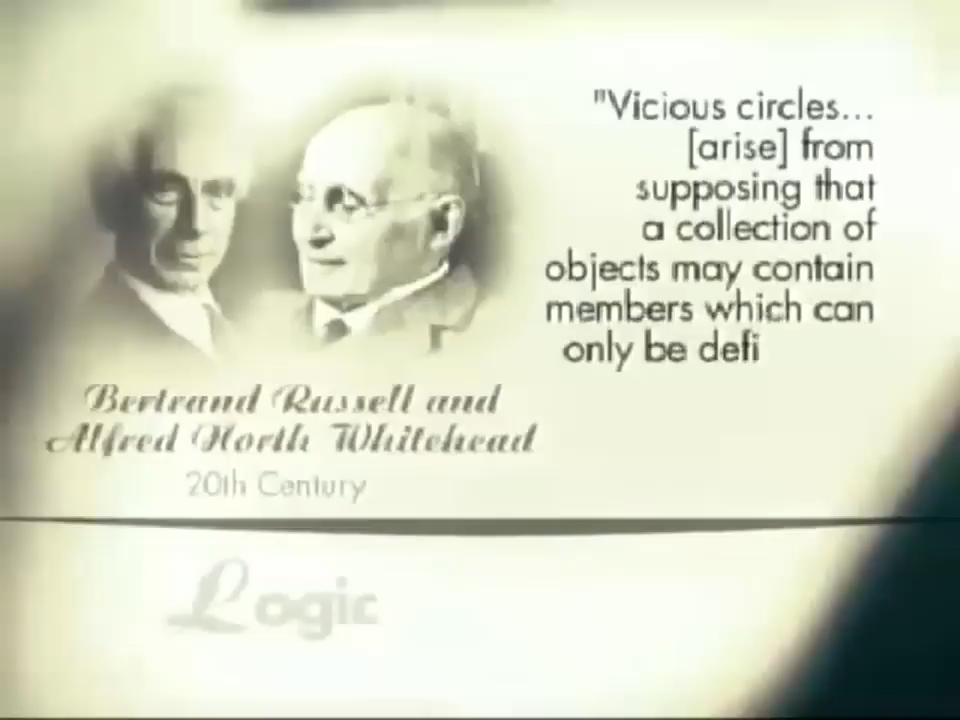 "Vicious circles...
[arise] from
supposing that
a collection of
objects may contain
members which can
only be defi
Bertrand Russell and
Alfred North Whitehead
20th Century
Logic